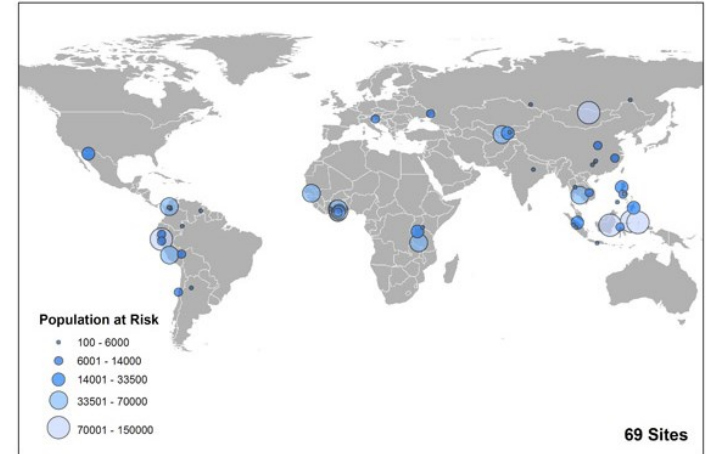 Population at Risk
100 - 6000
6001 - 14000
14001 - 33500
33501 - 70000
70001 - 150000
69 Sites